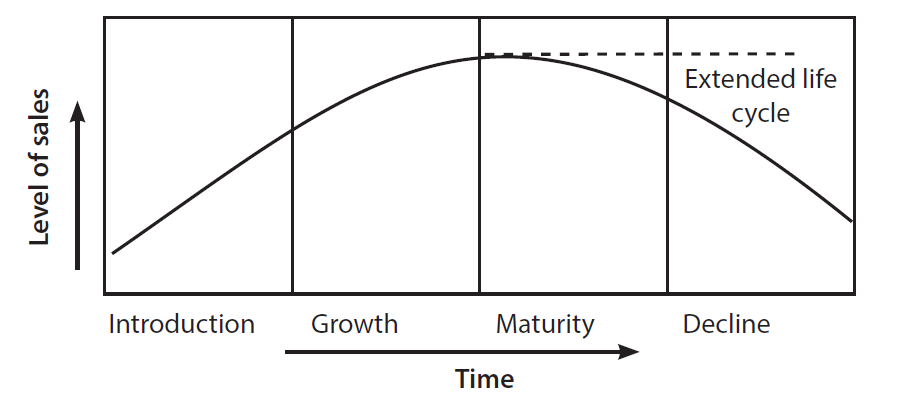 Extended life
cycle
Level of sales
Introduction
Growth
Maturity
Decline
Time